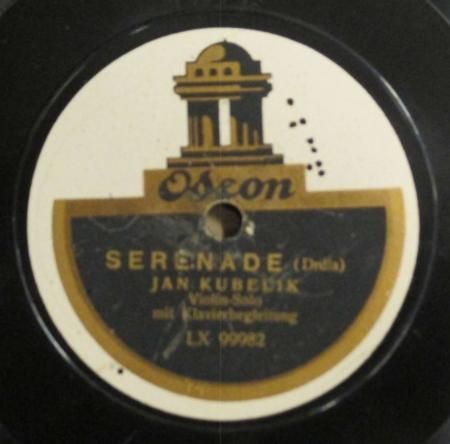 Odeon
SERENADE (Drdla)
JAN KUBELIK
Violin-Solo
mit Klavierbegleitung
LX 99982